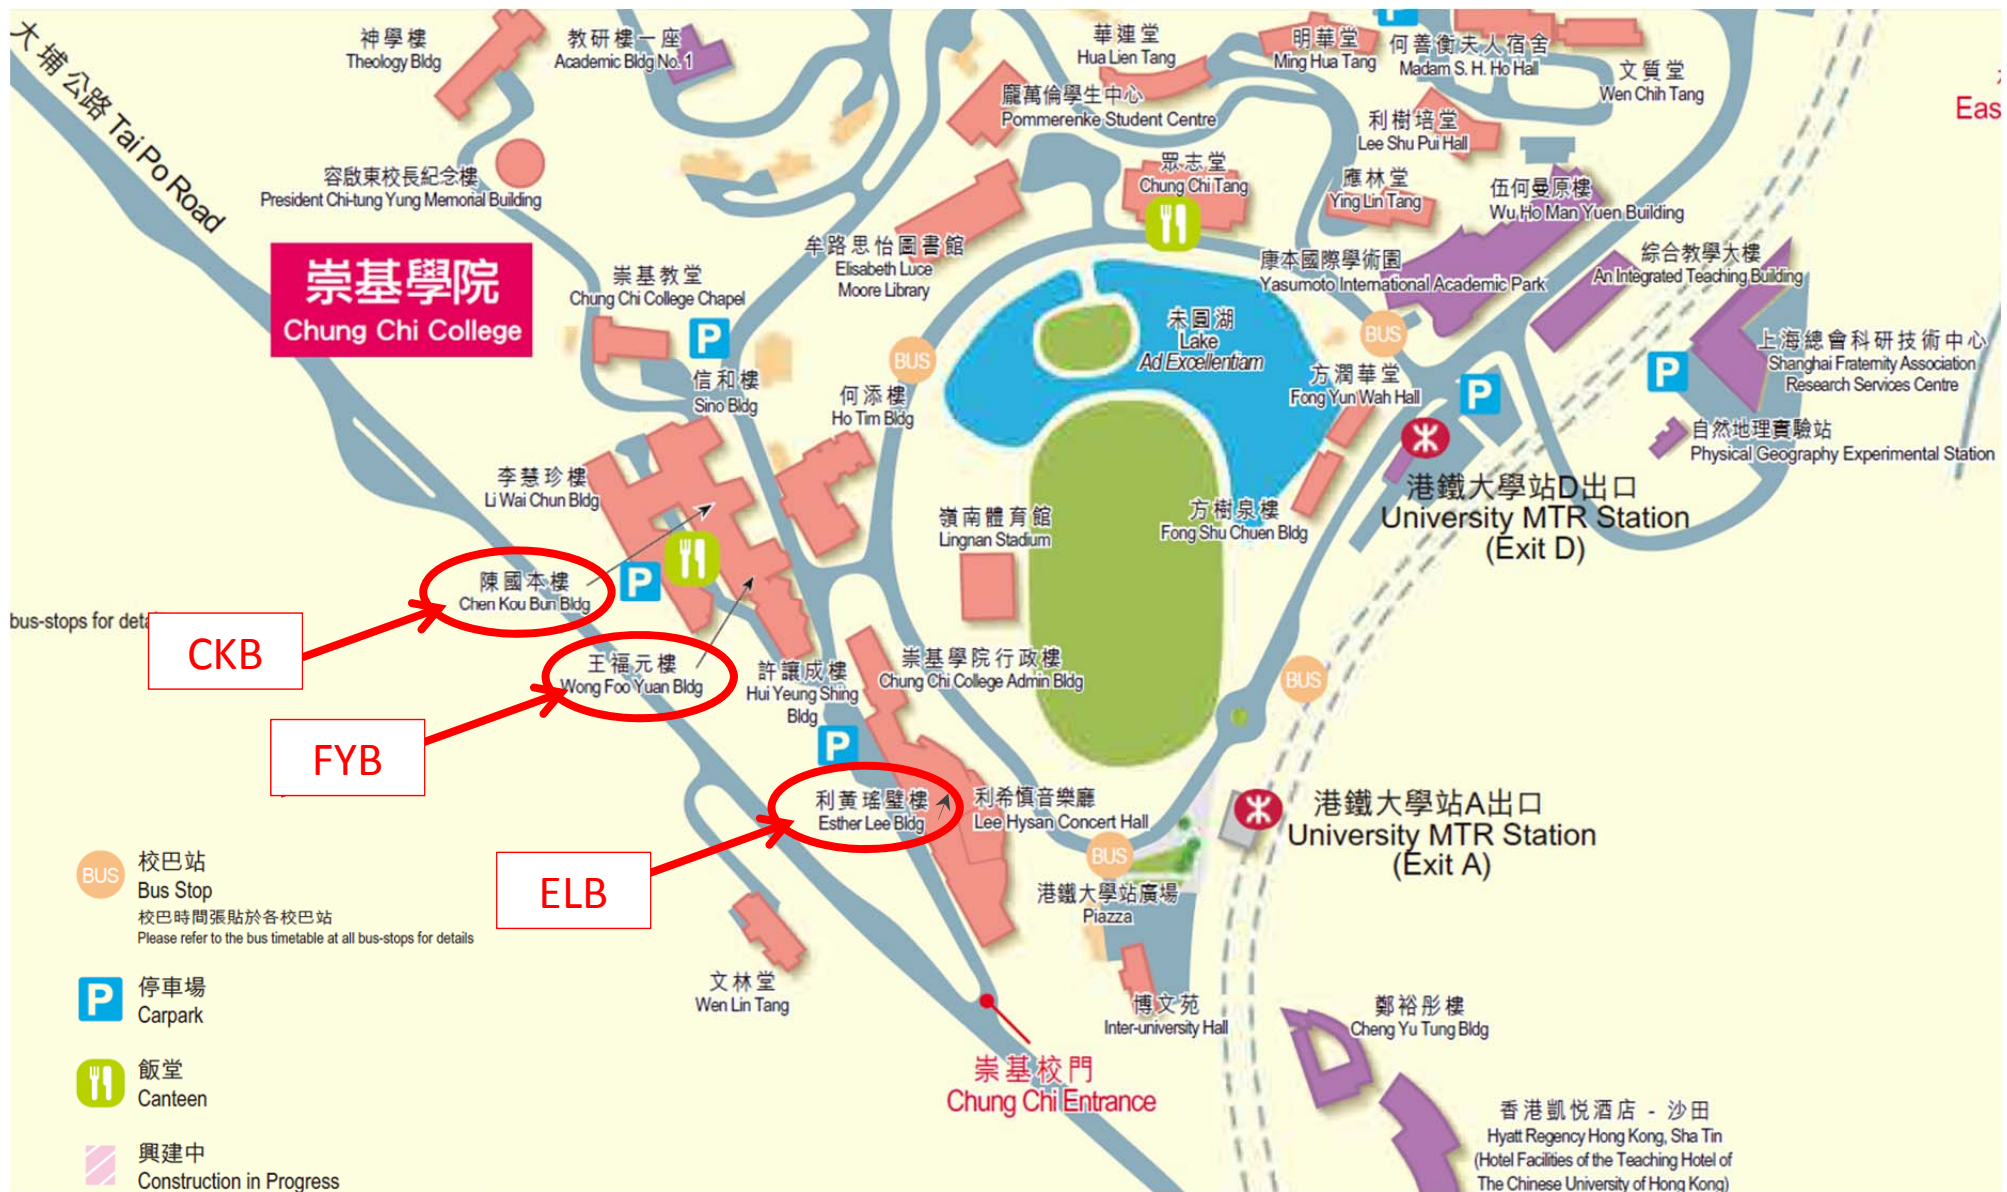 大埔公路 Tai Po Road
神學樓
Theology Bldg
教研樓一座
Academic Bldg No. 1
華連堂
Hua Lien Tang
明華堂
Ming Hua Tang
何善衡夫人宿舍
Madam S. H. Ho Hall
文質堂
Wen Chih Tang
Eas
龐萬倫學生中心
Pommerenke Student Centre
利樹培堂
Lee Shu Pui Hall
容啟東校長紀念樓
President Chi-tung Yung Memorial Building
眾志堂
Chung Chi Tang
應林堂
Ying Lin Tang
伍何曼原樓
Wu Ho Man Yuen Building
崇基學院
Chung Chi College
牟路思怡圖書館
Elisabeth Luce
Moore Library
崇基教堂
Chung Chi College Chapel
P
康本國際學術園
Yasumoto International Academic Park
綜合教學大樓
An Integrated Teaching Building
未圓湖
Lake
Ad Excellentiam
BUS
BUS
上海總會科研技術中心
Shanghai Fraternity Association
Research Services Centre
P
P
信和樓
Sino Bldg
何添樓
Ho Tim Bldg
方潤華堂
Fong Yun Wah Hall
自然地理實驗站
Physical Geography Experimental Station
李慧珍樓
Li Wai Chun Bldg
嶺南體育館
Lingnan Stadium
方樹泉樓
Fong Shu Chuen Bldg
港鐵大學站D出口
University MTR Station
(Exit D)
陳國本樓
Chen Kou Bun Bldg
P
bus-stops for deta
CKB
王福元樓
Wong Foo Yuan Bldg
許讓成樓
Hui Yeung Shing
Bldg
崇基學院行政樓
Chung Chi College Admin Bldg
BUS
FYB
P
利黃瑤璧樓
Esther Lee Bldg
利希慎音樂廳
Lee Hysan Concert Hall
港鐵大學站A出口
University MTR Station
(Exit A)
BUS
ELB
港鐵大學站廣場
Piazza
文林堂
Wen Lin Tang
博文苑
Inter-university Hall
鄭裕彤樓
Cheng Yu Tung Bldg
崇基校門
Chung Chi Entrance
香港凱悅酒店 - 沙田
Hyatt Regency Hong Kong, Sha Tin
(Hotel Facilities of the Teaching Hotel of
The Chinese University of Hong Kong)
BUS
校巴站
Bus Stop
校巴時間張貼於各校巴站
Please refer to the bus timetable at all bus-stops for details
P
停車場
Carpark
飯堂
Canteen
興建中
Construction in Progress